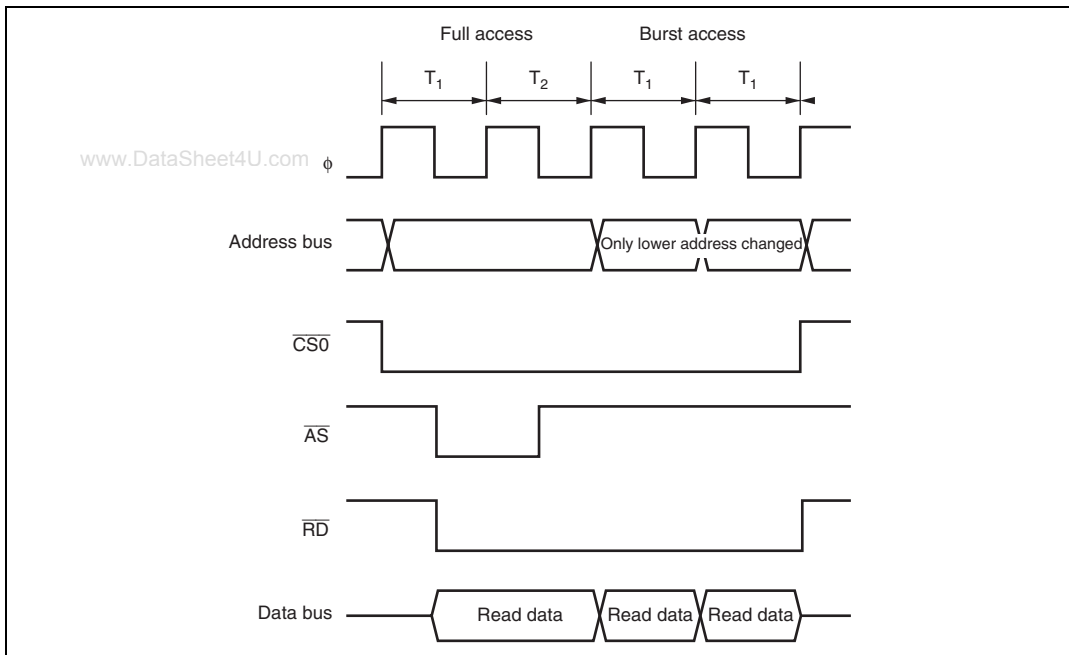 Full access Burst access
T1 T2 T1 T1
www.DataSheet4U.com φ
Address bus Only lower address changed
CS0
AS
RD
Data bus Read data Read data Read data